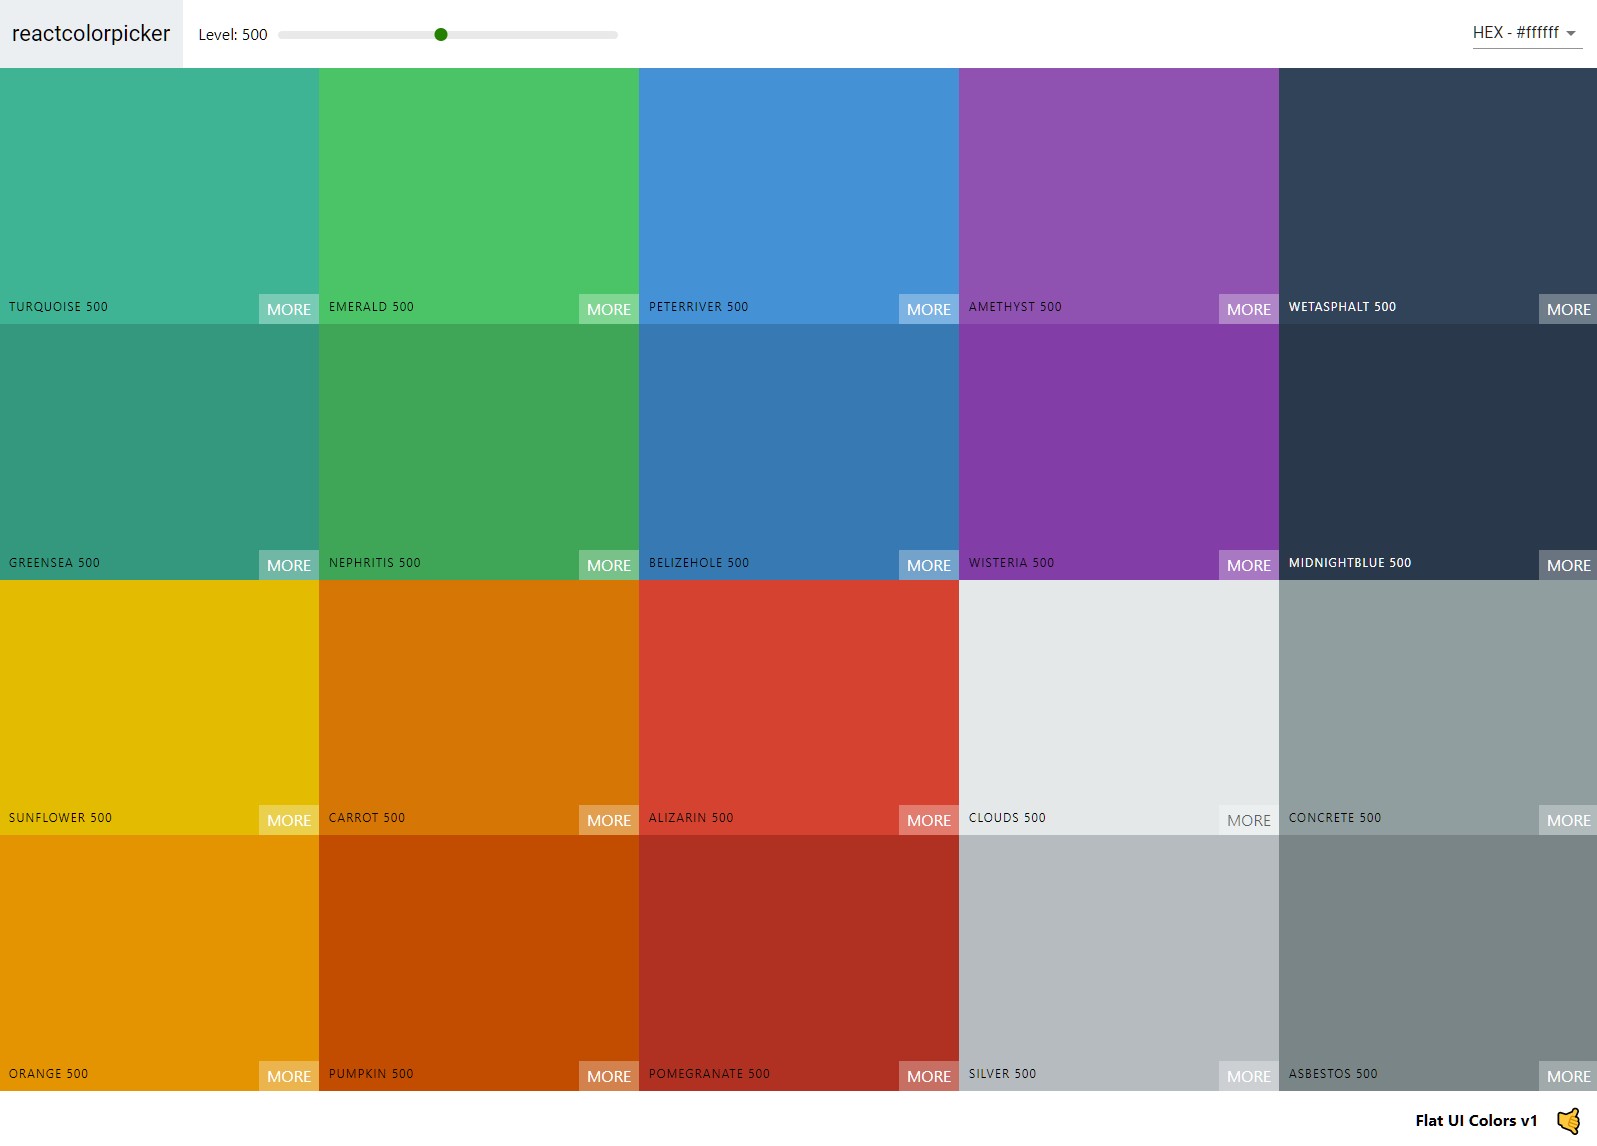 reactcolorpicker
Level: 500
HEX - #ffffff
TURQUOISE 500 MORE
EMERALD 500 MORE
PETERRIVER 500 MORE
AMETHYST 500 MORE
WETASPHALT 500 MORE
GREENSEA 500 MORE
NEPHRITIS 500 MORE
BELIZEHOLE 500 MORE
WISTERIA 500 MORE
MIDNIGHTBLUE 500 MORE
SUNFLOWER 500 MORE
CARROT 500 MORE
ALIZARIN 500 MORE
CLOUDS 500 MORE
CONCRETE 500 MORE
ORANGE 500 MORE
PUMPKIN 500 MORE
POMEGRANATE 500 MORE
SILVER 500 MORE
ASBESTOS 500 MORE
Flat UI Colors v1